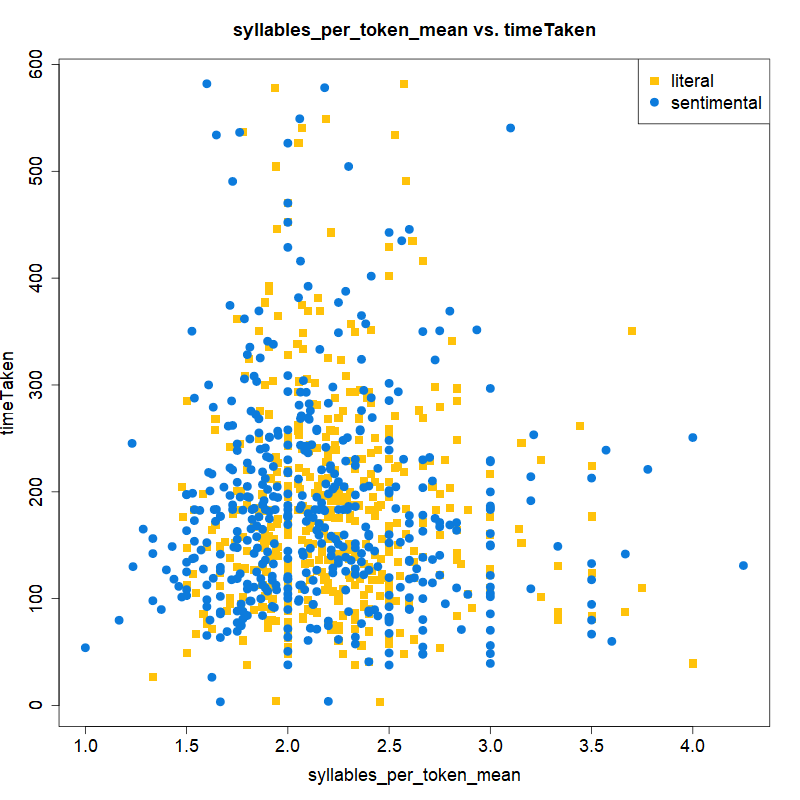 syllables_per_token_mean vs. timeTaken
literal
sentimental
600
500
400
300
200
100
0
timeTaken
1.0 1.5 2.0 2.5 3.0 3.5 4.0
syllables_per_token_mean